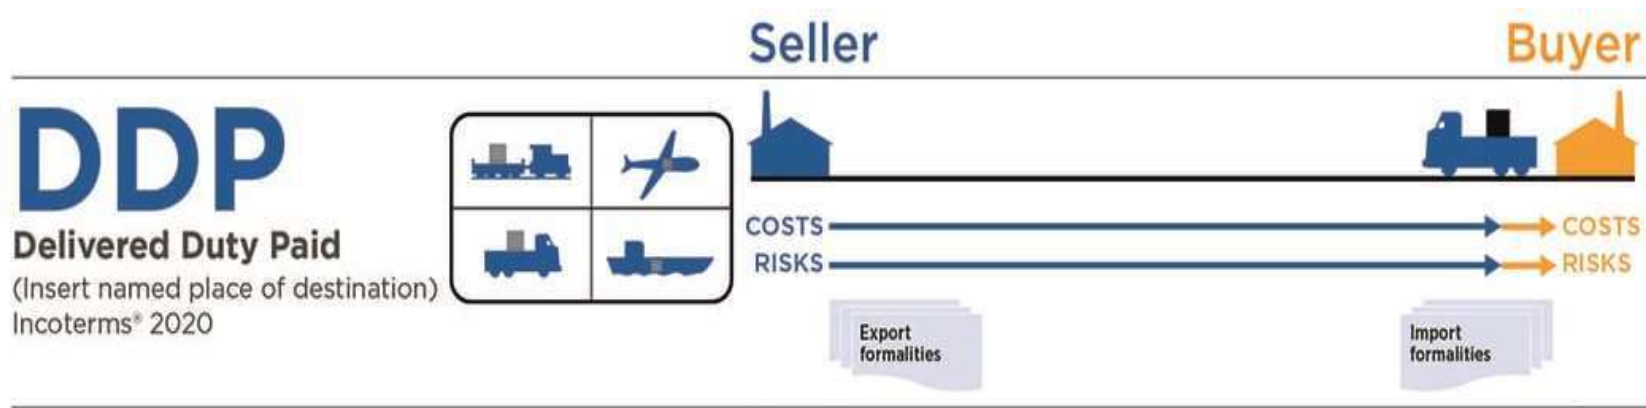 Seller
Buyer
DDP
Delivered Duty Paid
(Insert named place of destination)
Incoterms® 2020
COSTS
COSTS
RISKS
RISKS
Export
formalities
Import
formalities